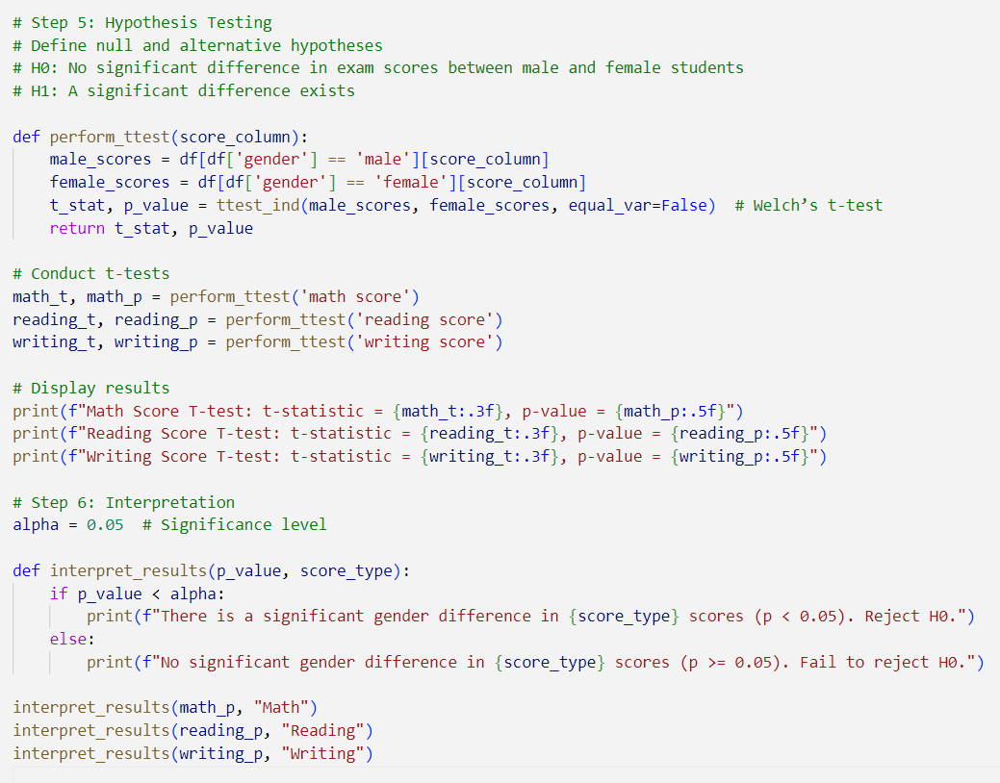 # Step 5: Hypothesis Testing
# Define null and alternative hypotheses
# H0: No significant difference in exam scores between male and female students
# H1: A significant difference exists

def perform_ttest(score_column):
    male_scores = df[df['gender'] == 'male'][score_column]
    female_scores = df[df['gender'] == 'female'][score_column]
    t_stat, p_value = ttest_ind(male_scores, female_scores, equal_var=False)  # Welch’s t-test
    return t_stat, p_value

# Conduct t-tests
math_t, math_p = perform_ttest('math score')
reading_t, reading_p = perform_ttest('reading score')
writing_t, writing_p = perform_ttest('writing score')

# Display results
print(f"Math Score T-test: t-statistic = {math_t:.3f}, p-value = {math_p:.5f}")
print(f"Reading Score T-test: t-statistic = {reading_t:.3f}, p-value = {reading_p:.5f}")
print(f"Writing Score T-test: t-statistic = {writing_t:.3f}, p-value = {writing_p:.5f}")

# Step 6: Interpretation
alpha = 0.05  # Significance level

def interpret_results(p_value, score_type):
    if p_value < alpha:
        print(f"There is a significant gender difference in {score_type} scores (p < 0.05). Reject H0.")
    else:
        print(f"No significant gender difference in {score_type} scores (p >= 0.05). Fail to reject H0.")

interpret_results(math_p, "Math")
interpret_results(reading_p, "Reading")
interpret_results(writing_p, "Writing")